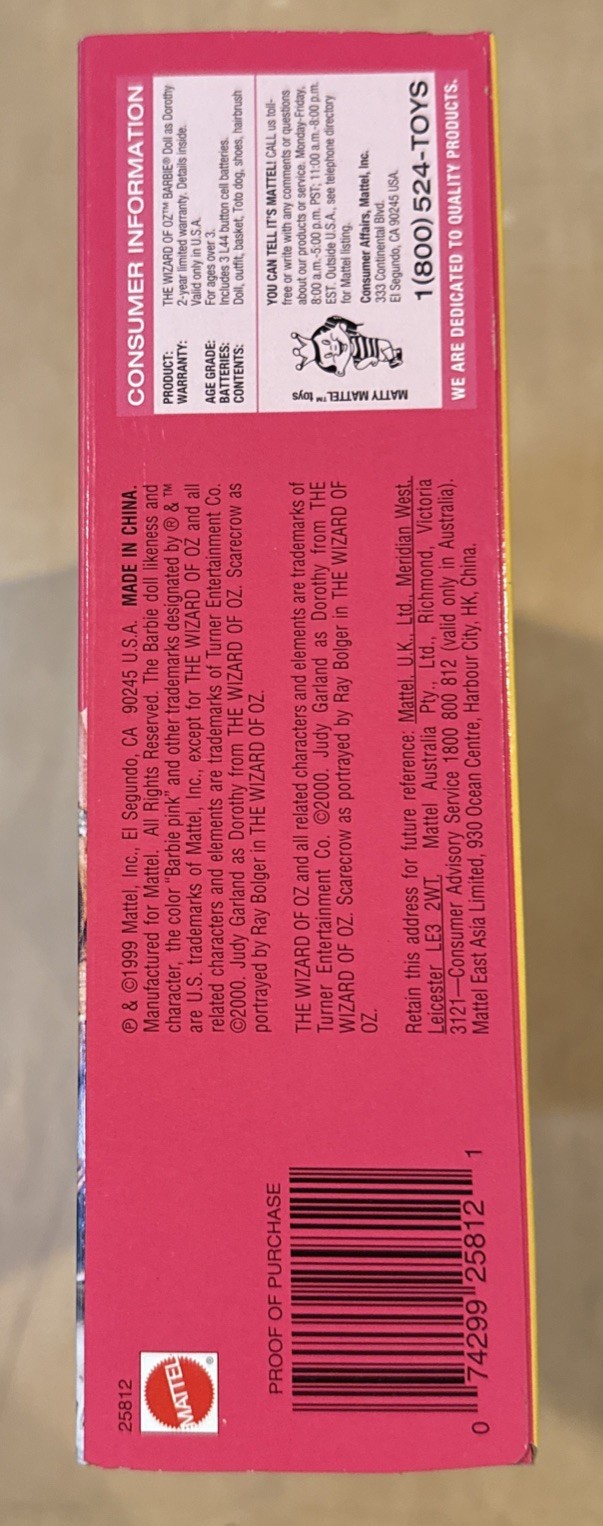 25812
MATTEL
®
PROOF OF PURCHASE
0 74299 25812 1
℗ & ©1999 Mattel, Inc., El Segundo, CA 90245 U.S.A. MADE IN CHINA.
Manufactured for Mattel. All Rights Reserved. The Barbie doll likeness and
character, the color "Barbie pink" and other trademarks designated by ® & ™
are U.S. trademarks of Mattel, Inc., except for THE WIZARD OF OZ and all
related characters and elements are trademarks of Turner Entertainment Co.
©2000. Judy Garland as Dorothy from THE WIZARD OF OZ. Scarecrow as
portrayed by Ray Bolger in THE WIZARD OF OZ.
THE WIZARD OF OZ and all related characters and elements are trademarks of
Turner Entertainment Co. ©2000. Judy Garland as Dorothy from THE
WIZARD OF OZ. Scarecrow as portrayed by Ray Bolger in THE WIZARD OF
OZ.
Retain this address for future reference: Mattel, U.K., Ltd., Meridian West,
Leicester LE3 2WT. Mattel Australia Pty., Ltd., Richmond, Victoria
3121—Consumer Advisory Service 1800 800 812 (valid only in Australia).
Mattel East Asia Limited, 930 Ocean Centre, Harbour City, HK, China.
CONSUMER INFORMATION
PRODUCT: THE WIZARD OF OZ™ BARBIE® Doll as Dorothy
WARRANTY: 2-year limited warranty. Details inside.
Valid only in U.S.A.
AGE GRADE: For ages over 3.
BATTERIES: Includes 3 L44 button cell batteries.
CONTENTS: Doll, outfit, basket, Toto dog, shoes, hairbrush
MATTY MATTEL™ toys
YOU CAN TELL IT'S MATTEL! CALL us toll-
free or write with any comments or questions
about our products or service. Monday-Friday,
8:00 a.m.-5:00 p.m. PST; 11:00 a.m.-8:00 p.m.
EST. Outside U.S.A., see telephone directory
for Mattel listing.
Consumer Affairs, Mattel, Inc.
333 Continental Blvd.
El Segundo, CA 90245 USA.
1(800) 524-TOYS
WE ARE DEDICATED TO QUALITY PRODUCTS.